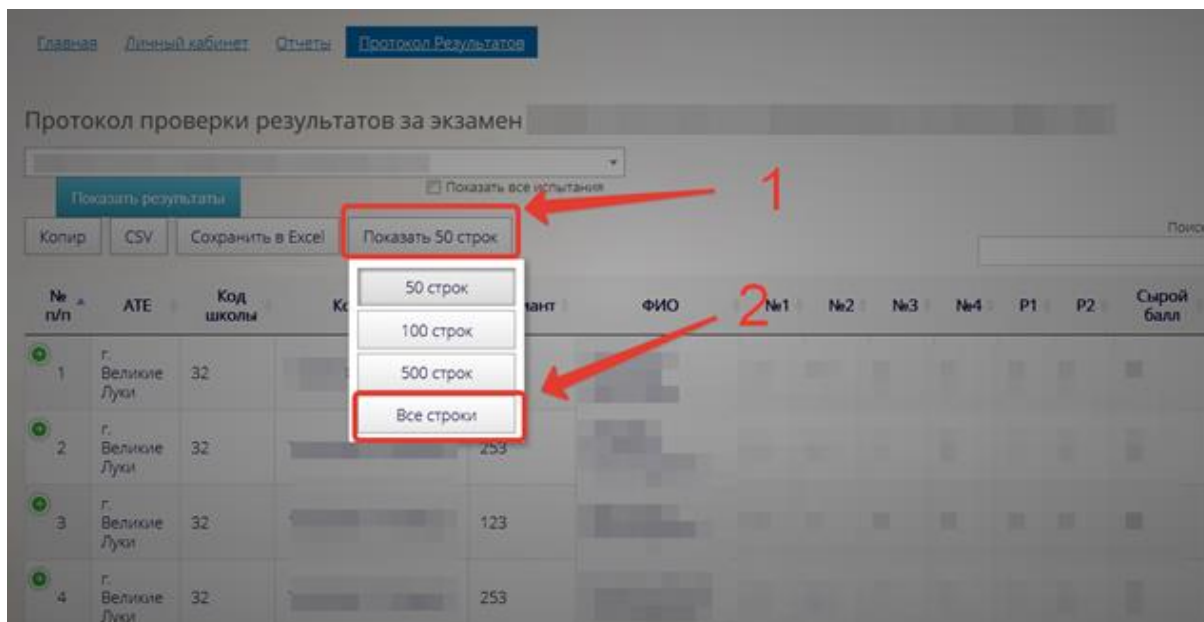 Главная Личный кабинет Отчеты Протокол Результатов
Протокол проверки результатов за экзамен
Показать все испытания
1
Показать результаты
Копир CSV Сохранить в Excel Показать 50 строк
Поиск
50 строк
100 строк
500 строк
Все строки
2
№ п/п АТЕ Код школы ФИО №1 №2 №3 №4 P1 P2 Сырой балл
1 г. Великие Луки 32
2 г. Великие Луки 32 253
3 г. Великие Луки 32 123
4 г. Великие Луки 32 253